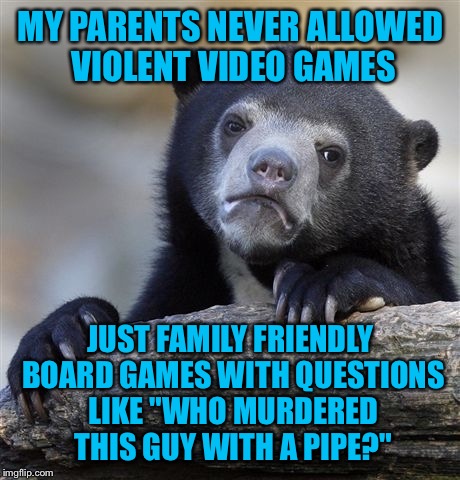 MY PARENTS NEVER ALLOWED
VIOLENT VIDEO GAMES
JUST FAMILY FRIENDLY
BOARD GAMES WITH QUESTIONS
LIKE "WHO MURDERED
THIS GUY WITH A PIPE?"
imgflip.com